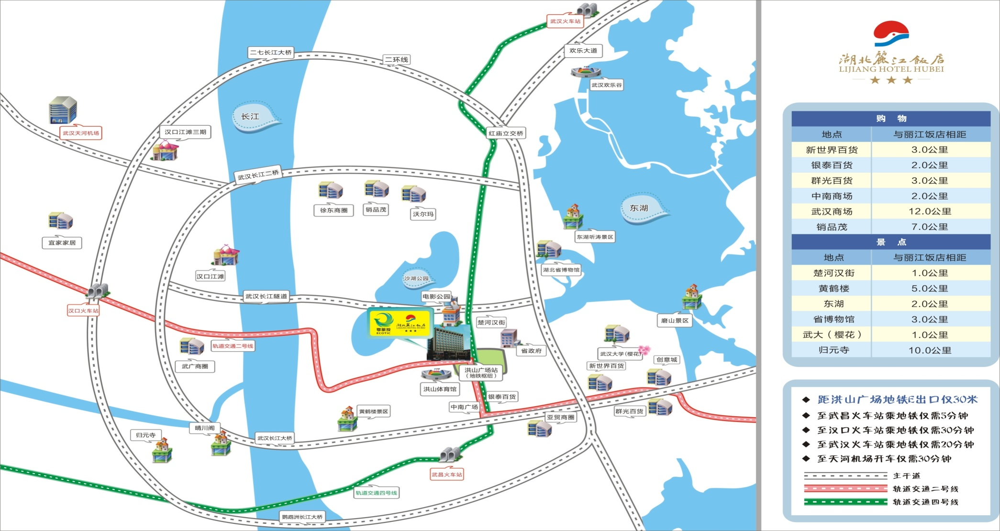 武汉火车站
欢乐大道
二七长江大桥
二环线
武汉欢乐谷
长江
武汉天河机场
汉口江滩三期
红庙立交桥
武汉长江二桥
徐东商圈
销品茂
沃尔玛
东湖
宜家家居
东湖听涛景区
湖北省博物馆
汉口江滩
沙湖公园
武汉长江隧道
电影公园
汉口火车站
鄂旅投
ECOTIC
湖北麗江飯店
LIJIANG HOTEL HUBEI
楚河汉街
磨山景区
轨道交通二号线
省政府
武汉大学(樱花)
创意城
武广商圈
新世界百货
洪山广场站
(地铁枢纽)
洪山体育馆
银泰百货
中南广场
黄鹤楼景区
群光百货
亚贸商圈
晴川阁
归元寺
武汉长江大桥
武昌火车站
轨道交通四号线
鹦鹉洲长江大桥
湖北麗江飯店
LIJIANG HOTEL HUBEI
购 物
地点 与丽江饭店相距
新世界百货 3.0公里
银泰百货 2.0公里
群光百货 3.0公里
中南商场 2.0公里
武汉商场 12.0公里
销品茂 7.0公里
景 点
地点 与丽江饭店相距
楚河汉街 1.0公里
黄鹤楼 5.0公里
东湖 2.0公里
省博物馆 3.0公里
武大(樱花) 1.0公里
归元寺 10.0公里
◆ 距洪山广场地铁E出口仅30米
◆ 至武昌火车站乘地铁仅需5分钟
◆ 至汉口火车站乘地铁仅需30分钟
◆ 至武汉火车站乘地铁仅需20分钟
◆ 至天河机场开车仅需30分钟
主干道
轨道交通二号线
轨道交通四号线